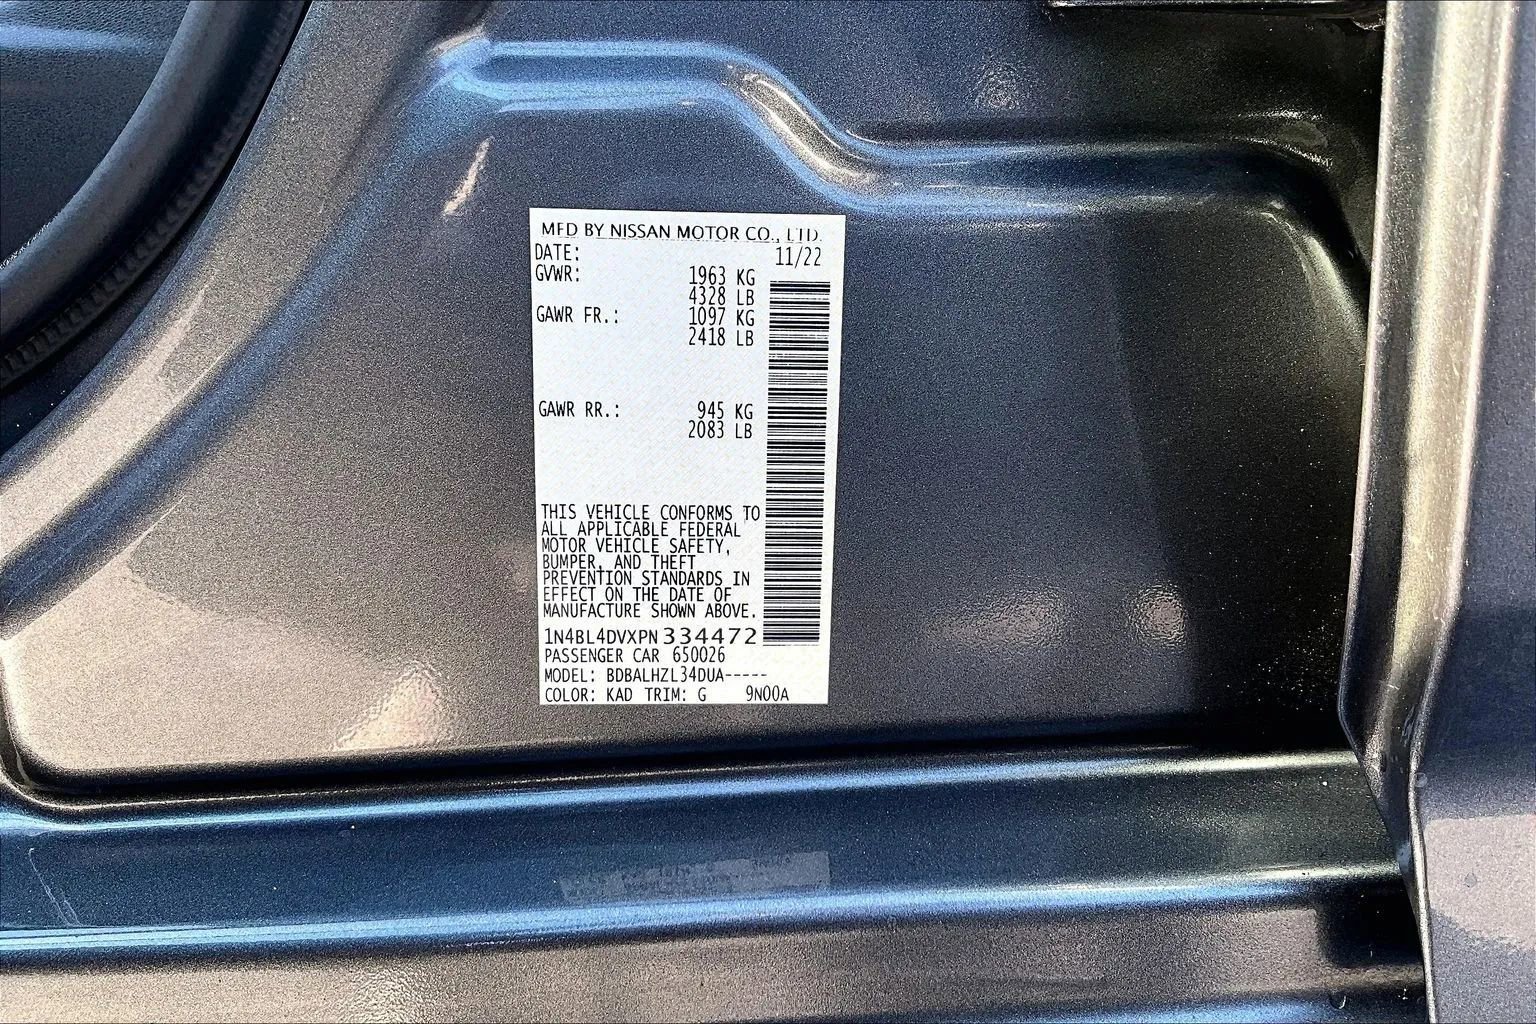 MFD BY NISSAN MOTOR CO., LTD.
DATE: 11/22
GVWR: 1963 KG
4328 LB
GAWR FR.: 1097 KG
2418 LB
GAWR RR.: 945 KG
2083 LB
THIS VEHICLE CONFORMS TO
ALL APPLICABLE FEDERAL
MOTOR VEHICLE SAFETY,
BUMPER, AND THEFT
PREVENTION STANDARDS IN
EFFECT ON THE DATE OF
MANUFACTURE SHOWN ABOVE.
1N4BL4DVXPN334472
PASSENGER CAR 650026
MODEL: BDBALHZL34DUA-----
COLOR: KAD TRIM: G 9N00A